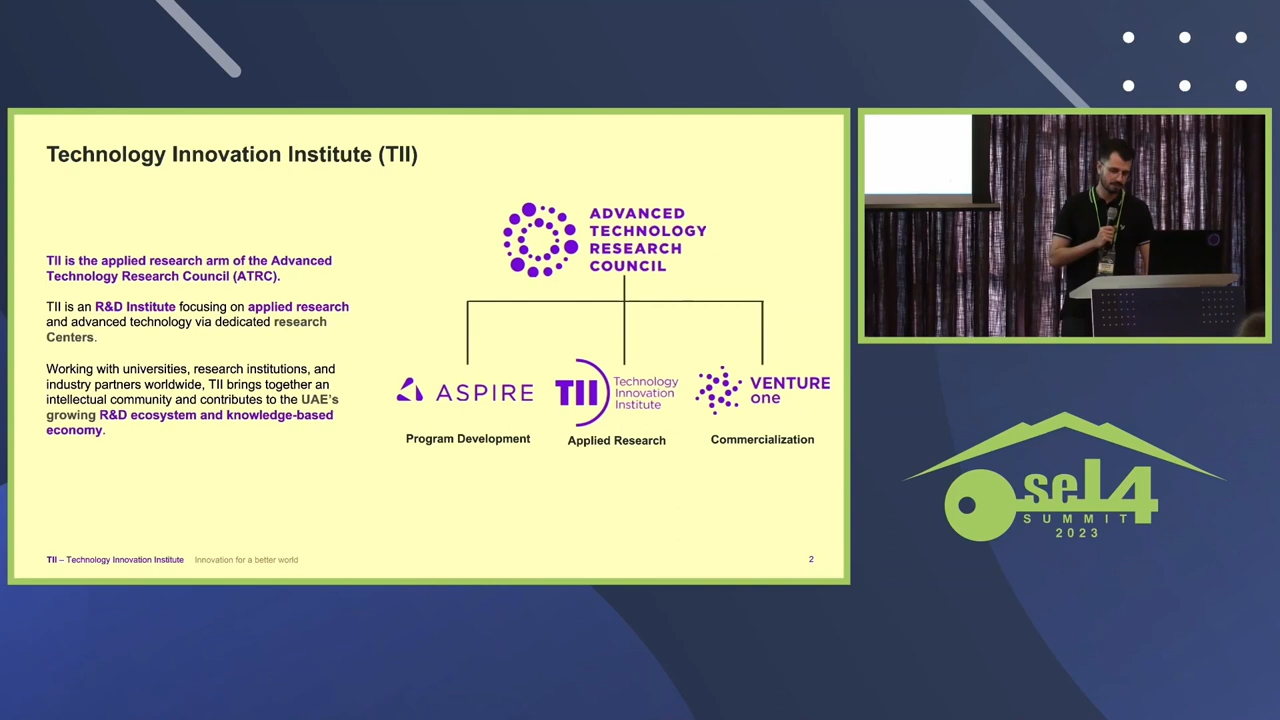 Technology Innovation Institute (TII)
TII is the applied research arm of the Advanced
Technology Research Council (ATRC).
TII is an R&D Institute focusing on applied research
and advanced technology via dedicated research
Centers.
Working with universities, research institutions, and
industry partners worldwide, TII brings together an
intellectual community and contributes to the UAE's
growing R&D ecosystem and knowledge-based
economy.
ADVANCED
TECHNOLOGY
RESEARCH
COUNCIL
ASPIRE
Program Development
TII
Technology
Innovation
Institute
Applied Research
VENTURE
one
Commercialization
TII – Technology Innovation Institute Innovation for a better world
2
seL4
SUMMIT
2023